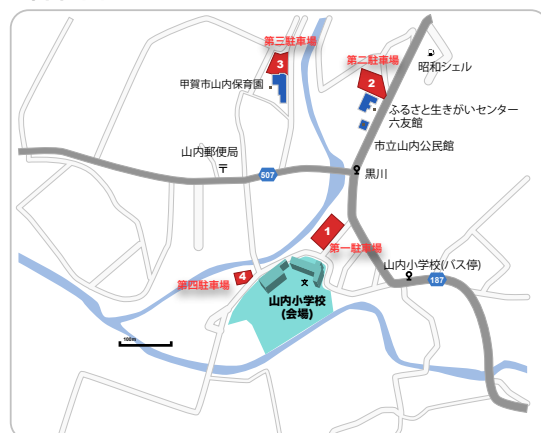 第三駐車場
3
甲賀市山内保育園
第二駐車場
2
昭和シェル
ふるさと生きがいセンター
六友館
市立山内公民館
山内郵便局
〒
507
黒川
1
第一駐車場
山内小学校(バス停)
187
4
第四駐車場
文
山内小学校
(会場)
100m